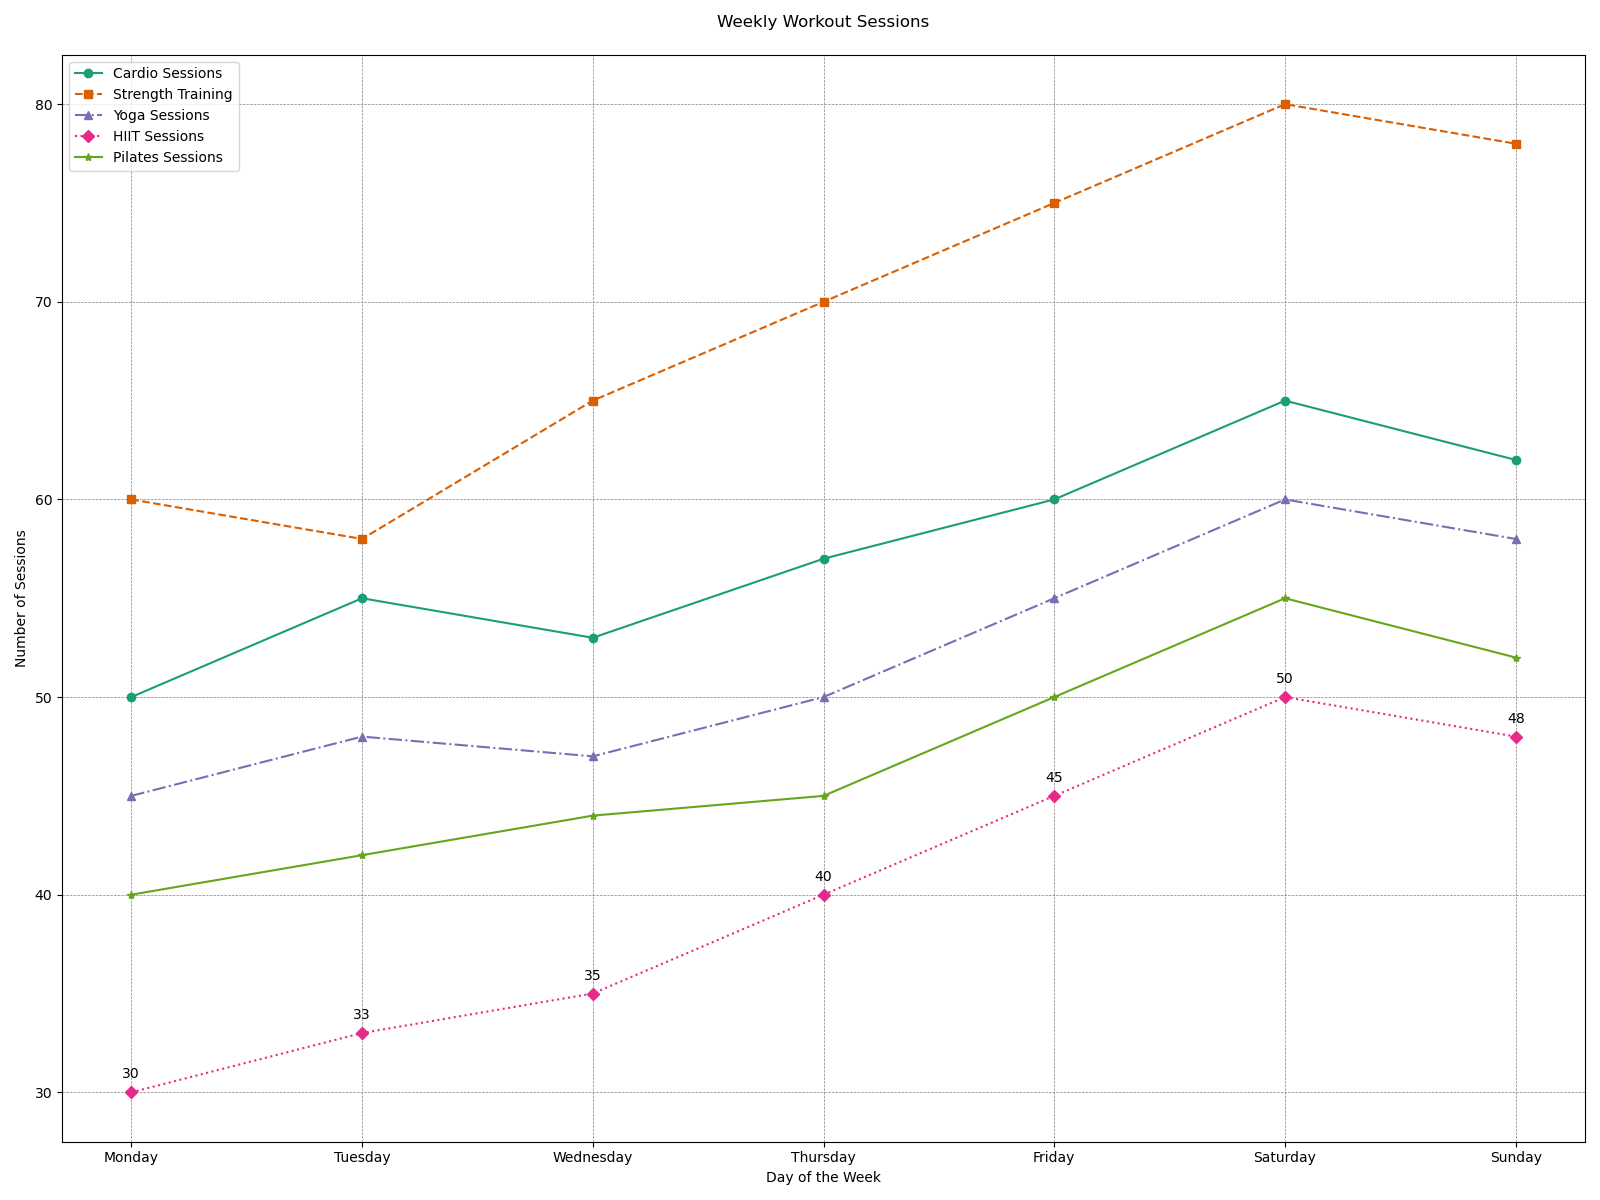 Weekly Workout Sessions
Cardio Sessions
Strength Training
Yoga Sessions
HIIT Sessions
Pilates Sessions
80
70
60
50
40
30
Number of Sessions
30
33
35
40
45
50
48
Monday Tuesday Wednesday Thursday Friday Saturday Sunday
Day of the Week